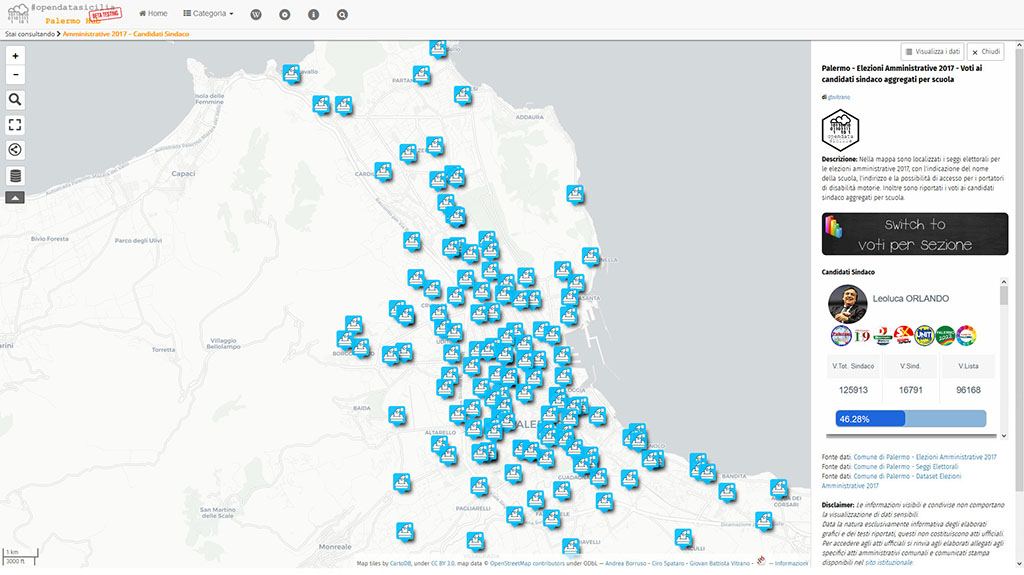 #opendatasicilia
Palermo Hub
BETA TESTING
Home
Categoria
Stai consultando > Amministrative 2017 - Candidati Sindaco
Visualizza i dati
Chiudi
Palermo - Elezioni Amministrative 2017 - Voti ai
candidati sindaco aggregati per scuola
di gbvitrano
opendata
sicilia
Descrizione: Nella mappa sono localizzati i seggi elettorali per
le elezioni amministrative 2017, con l'indicazione del nome
della scuola, l'indirizzo e la possibilità di accesso per i portatori
di disabilità motorie. Inoltre sono riportati i voti ai candidati
sindaco aggregati per scuola.
switch to
voti per sezione
Candidati Sindaco
Leoluca ORLANDO
V.Tot. Sindaco
V.Sind.
V.Lista
125913
16791
96168
46.28%
Fonte dati: Comune di Palermo - Elezioni Amministrative 2017
Fonte dati: Comune di Palermo - Seggi Elettorali
Fonte dati: Comune di Palermo - Dataset Elezioni
Amministrative 2017
Disclaimer: Le informazioni visibili e condivise non comportano
la visualizzazione di dati sensibili.
Data la natura esclusivamente informativa degli elaborati
grafici e dei testi riportati, questi non costituiscono atti ufficiali.
Per accedere agli atti ufficiali si rinvia agli elaborati allegati agli
specifici atti amministrativi comunali e comunicati stampa
disponibili nel sito istituzionale.
Isola delle
Femmine
ADDAURA
Capaci
Bivio Foresta
Parco degli Ulivi
Torretta
Villaggio
Bellolampo
BAIDA
ALTARELLO
San Martino
delle Scale
PAGLIARELLI
BANDITA
Monreale
1 km
3000 ft
Map tiles by CartoDB, under CC BY 3.0, map data © OpenStreetMap contributors under ODbL — Andrea Borruso - Ciro Spataro - Giovan Battista Vitrano - — Informazioni